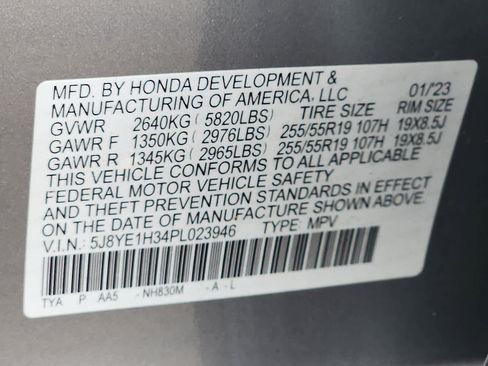 MFD. BY HONDA DEVELOPMENT &
MANUFACTURING OF AMERICA, LLC 01/'23
GVWR 2640KG ( 5820LBS) TIRE SIZE RIM SIZE
GAWR F 1350KG ( 2976LBS) 255/55R19 107H 19X8.5J
GAWR R 1345KG ( 2965LBS) 255/55R19 107H 19X8.5J
THIS VEHICLE CONFORMS TO ALL APPLICABLE
FEDERAL MOTOR VEHICLE SAFETY
AND THEFT PREVENTION STANDARDS IN EFFECT
ON THE DATE OF MANUFACTURE SHOWN ABOVE.
V.I.N.: 5J8YE1H34PL023946 TYPE: MPV
TYA P AA5 - NH830M - A - L